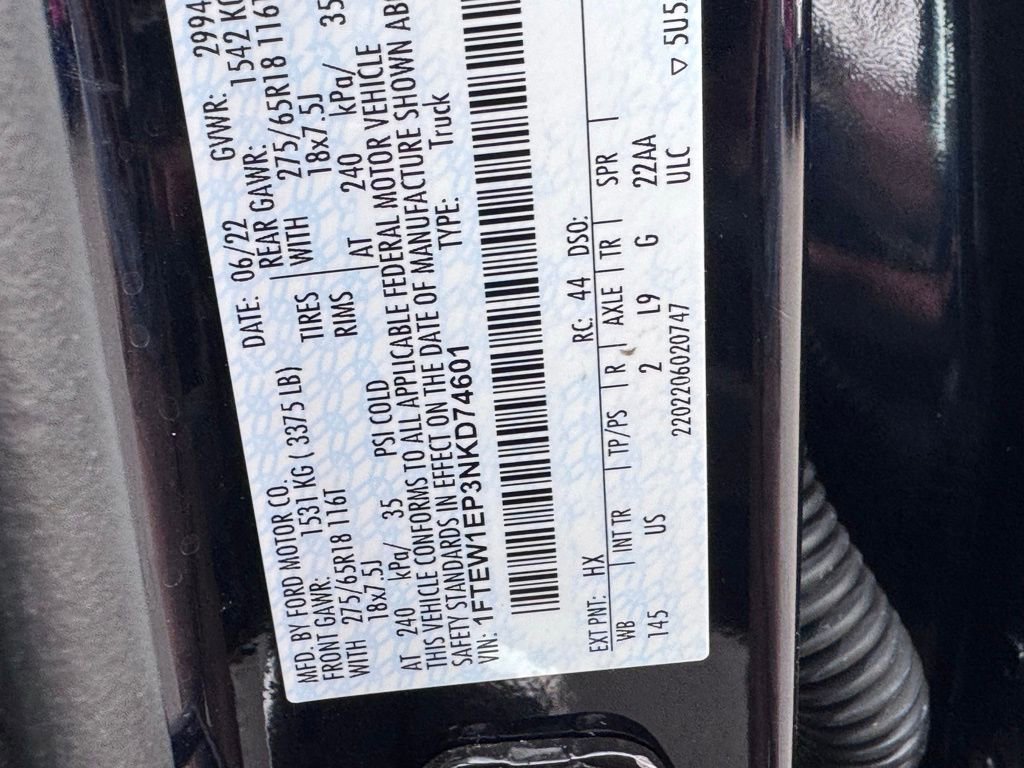 MFD. BY FORD MOTOR CO.
DATE: 06/22 GVWR: 2994
FRONT GAWR: 1531 KG ( 3375 LB)
REAR GAWR: 1542 KG
WITH 275/65R18 116T TIRES
WITH 275/65R18 116T
18x7.5J RIMS
18x7.5J
AT 240 kPa/ 35 PSI COLD
AT 240 kPa/ 35
THIS VEHICLE CONFORMS TO ALL APPLICABLE FEDERAL MOTOR VEHICLE
SAFETY STANDARDS IN EFFECT ON THE DATE OF MANUFACTURE SHOWN
VIN: 1FTEW1EP3NKD74601 TYPE: Truck
EXT PNT: HX RC: 44 DSO:
WB | INT TR | TP/PS | R | AXLE | TR | SPR |
145 US 2 L9 G 22AA
220220602074​7 ULC ▽ 5U5